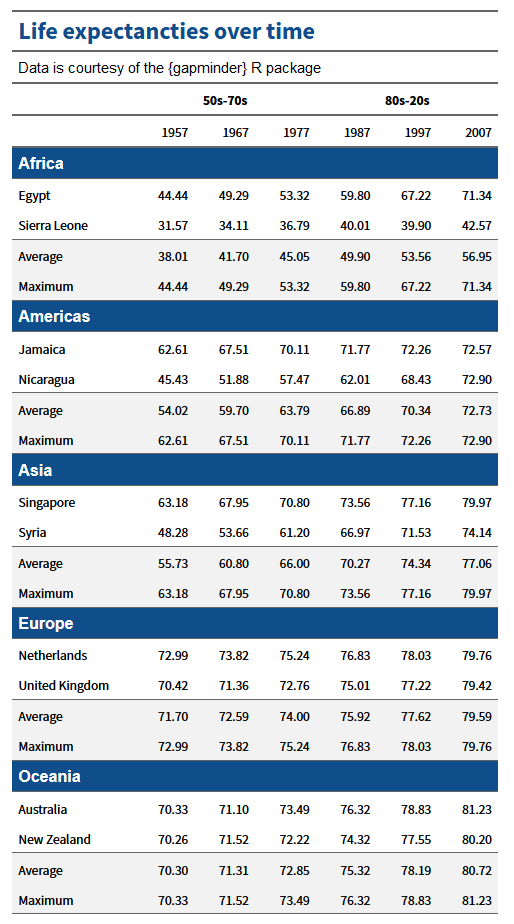 Life expectancties over time
Data is courtesy of the {gapminder} R package
50s-70s 80s-20s
1957 1967 1977 1987 1997 2007
Africa
Egypt 44.44 49.29 53.32 59.80 67.22 71.34
Sierra Leone 31.57 34.11 36.79 40.01 39.90 42.57
Average 38.01 41.70 45.05 49.90 53.56 56.95
Maximum 44.44 49.29 53.32 59.80 67.22 71.34
Americas
Jamaica 62.61 67.51 70.11 71.77 72.26 72.57
Nicaragua 45.43 51.88 57.47 62.01 68.43 72.90
Average 54.02 59.70 63.79 66.89 70.34 72.73
Maximum 62.61 67.51 70.11 71.77 72.26 72.90
Asia
Singapore 63.18 67.95 70.80 73.56 77.16 79.97
Syria 48.28 53.66 61.20 66.97 71.53 74.14
Average 55.73 60.80 66.00 70.27 74.34 77.06
Maximum 63.18 67.95 70.80 73.56 77.16 79.97
Europe
Netherlands 72.99 73.82 75.24 76.83 78.03 79.76
United Kingdom 70.42 71.36 72.76 75.01 77.22 79.42
Average 71.70 72.59 74.00 75.92 77.62 79.59
Maximum 72.99 73.82 75.24 76.83 78.03 79.76
Oceania
Australia 70.33 71.10 73.49 76.32 78.83 81.23
New Zealand 70.26 71.52 72.22 74.32 77.55 80.20
Average 70.30 71.31 72.85 75.32 78.19 80.72
Maximum 70.33 71.52 73.49 76.32 78.83 81.23